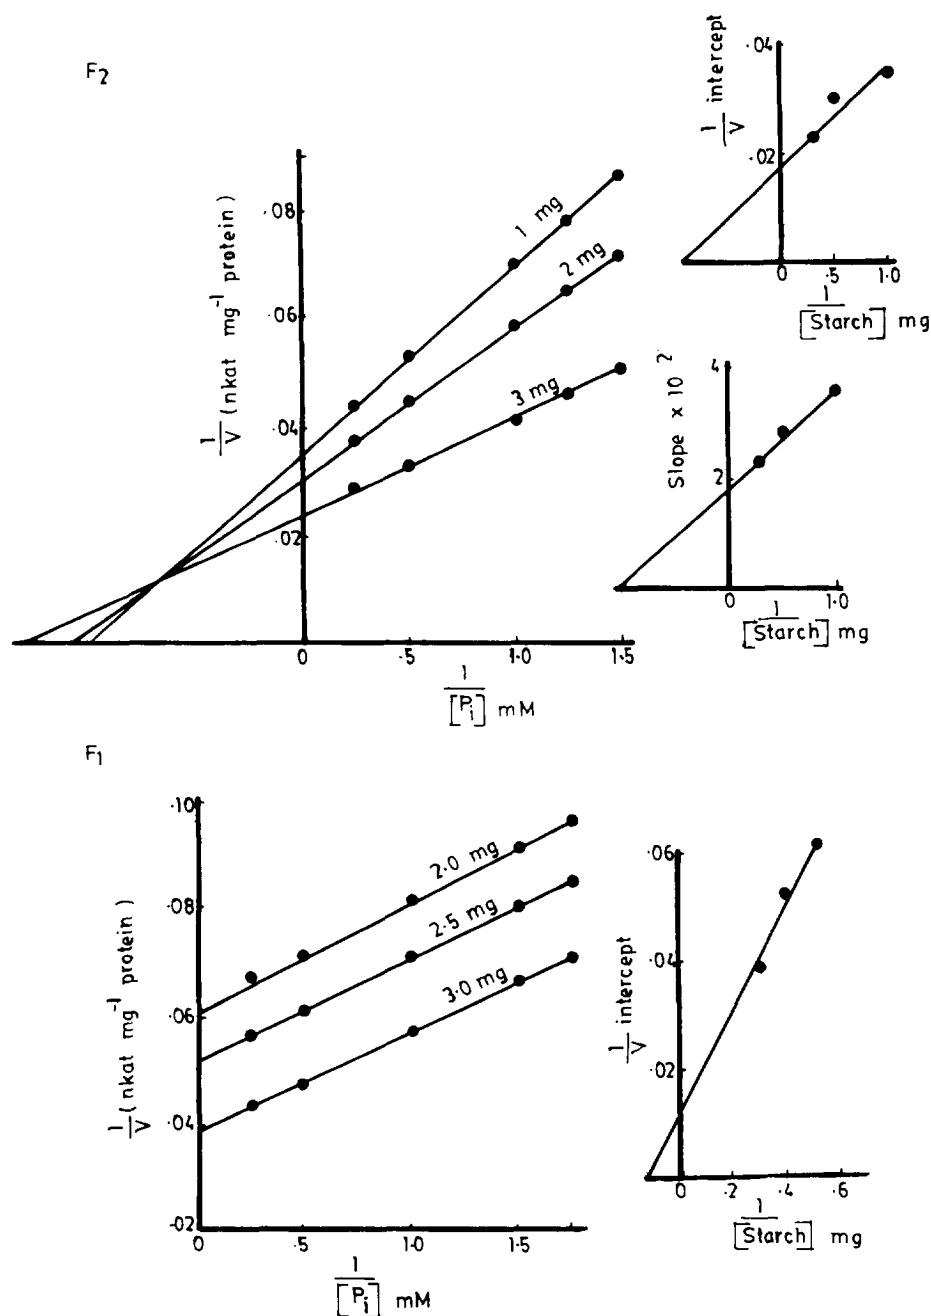 F2
1/V (nkat mg⁻¹ protein)
.08
.06
.04
.02
1 mg
2 mg
3 mg
0 .5 1.0 1.5
1/[Pi] mM
1/V intercept
.04
.02
0 .5 1.0
1/[Starch] mg
Slope x 10²
4
2
0 1.0
1/[Starch] mg
F1
1/V (nkat mg⁻¹ protein)
.10
.08
.06
.04
.02
2.0 mg
2.5 mg
3.0 mg
0 .5 1.0 1.5
1/[Pi] mM
1/V intercept
.06
.04
.02
0 .2 .4 .6
1/[Starch] mg